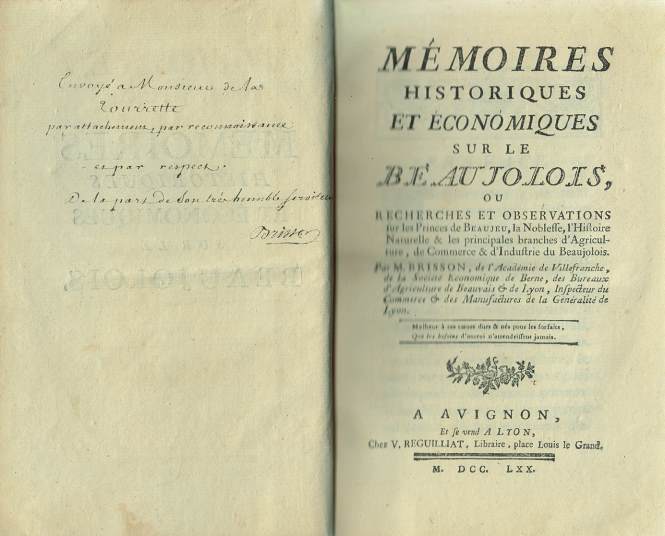 Envoyé a Monsieur de la
Tourrette
par attachement, par reconnaissance
et par respect.
De la part de Son très humble serviteur
Brisson
MÉMOIRES
HISTORIQUES
ET ÉCONOMIQUES
SUR LE
BEAUJOLOIS,
OU
RECHERCHES ET OBSERVATIONS
sur les Princes de BEAUJEU, la Noblesse, l'Histoire
Naturelle & les principales branches d'Agricul-
ture, de Commerce & d'Industrie du Beaujolois.
Par M. BRISSON, de l'Académie de Villefranche,
de la Société Economique de Berne, des Bureaux
d'Agriculture de Beauvais & de Lyon, Inspecteur du
Commerce & des Manufactures de la Généralité de
Lyon.
Malheur à ces cœurs durs & nés pour les forfaits,
Que les besoins d'autrui n'attendrissent jamais.
A AVIGNON,
Et se vend A LYON,
Chez V. REGUILLIAT, Libraire, place Louis le Grand.
M. DCC. LXX.